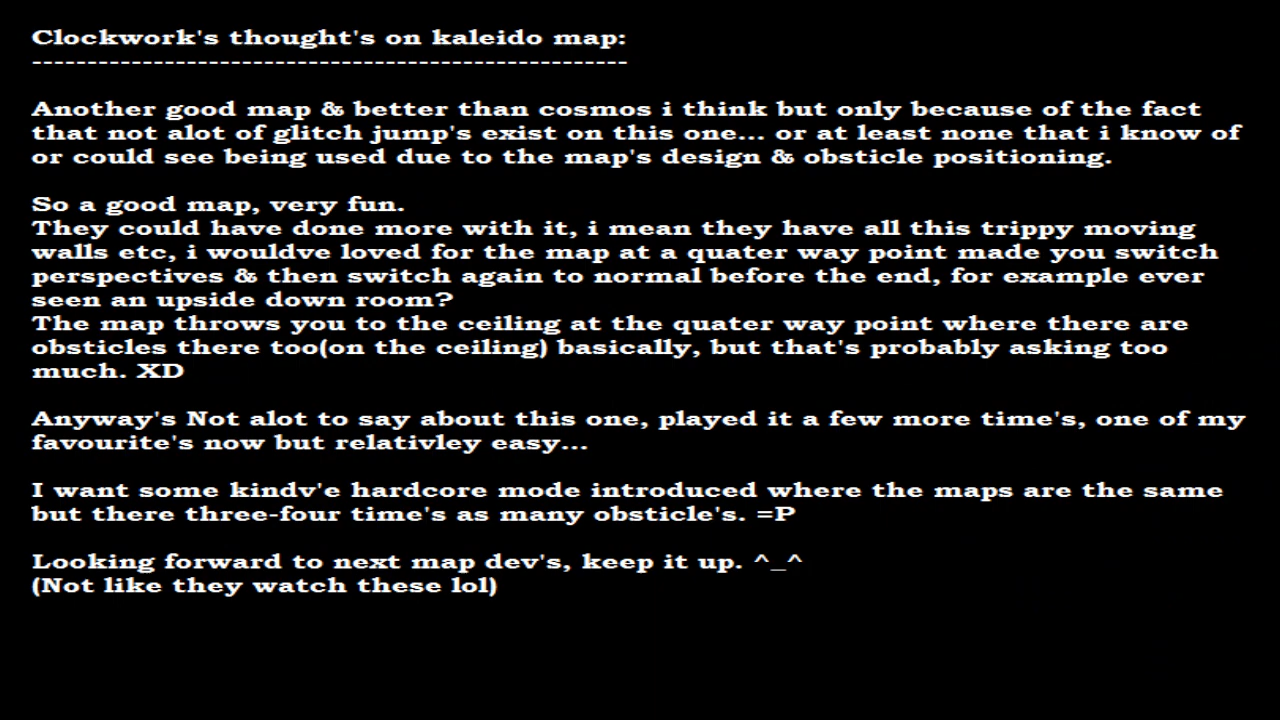 Clockwork's thought's on kaleido map:
------------------------------------------------------
Another good map & better than cosmos i think but only because of the fact
that not alot of glitch jump's exist on this one... or at least none that i know of
or could see being used due to the map's design & obsticle positioning.
So a good map, very fun.
They could have done more with it, i mean they have all this trippy moving
walls etc, i wouldve loved for the map at a quater way point made you switch
perspectives & then switch again to normal before the end, for example ever
seen an upside down room?
The map throws you to the ceiling at the quater way point where there are
obsticles there too(on the ceiling) basically, but that's probably asking too
much. XD
Anyway's Not alot to say about this one, played it a few more time's, one of my
favourite's now but relativley easy...
I want some kindv'e hardcore mode introduced where the maps are the same
but there three-four time's as many obsticle's. =P
Looking forward to next map dev's, keep it up. ^_^
(Not like they watch these lol)